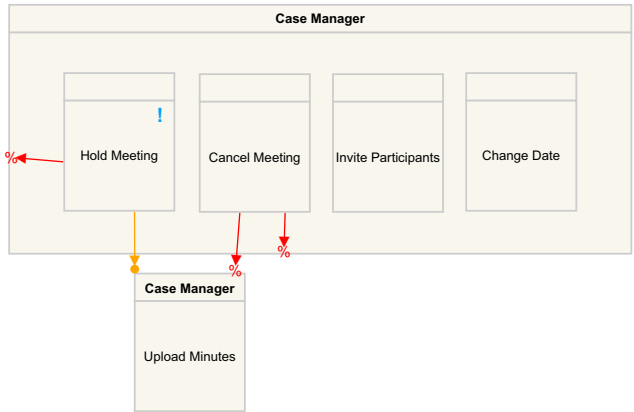 Case Manager
!
Hold Meeting
Cancel Meeting
Invite Participants
Change Date
%
%
%
Case Manager
Upload Minutes